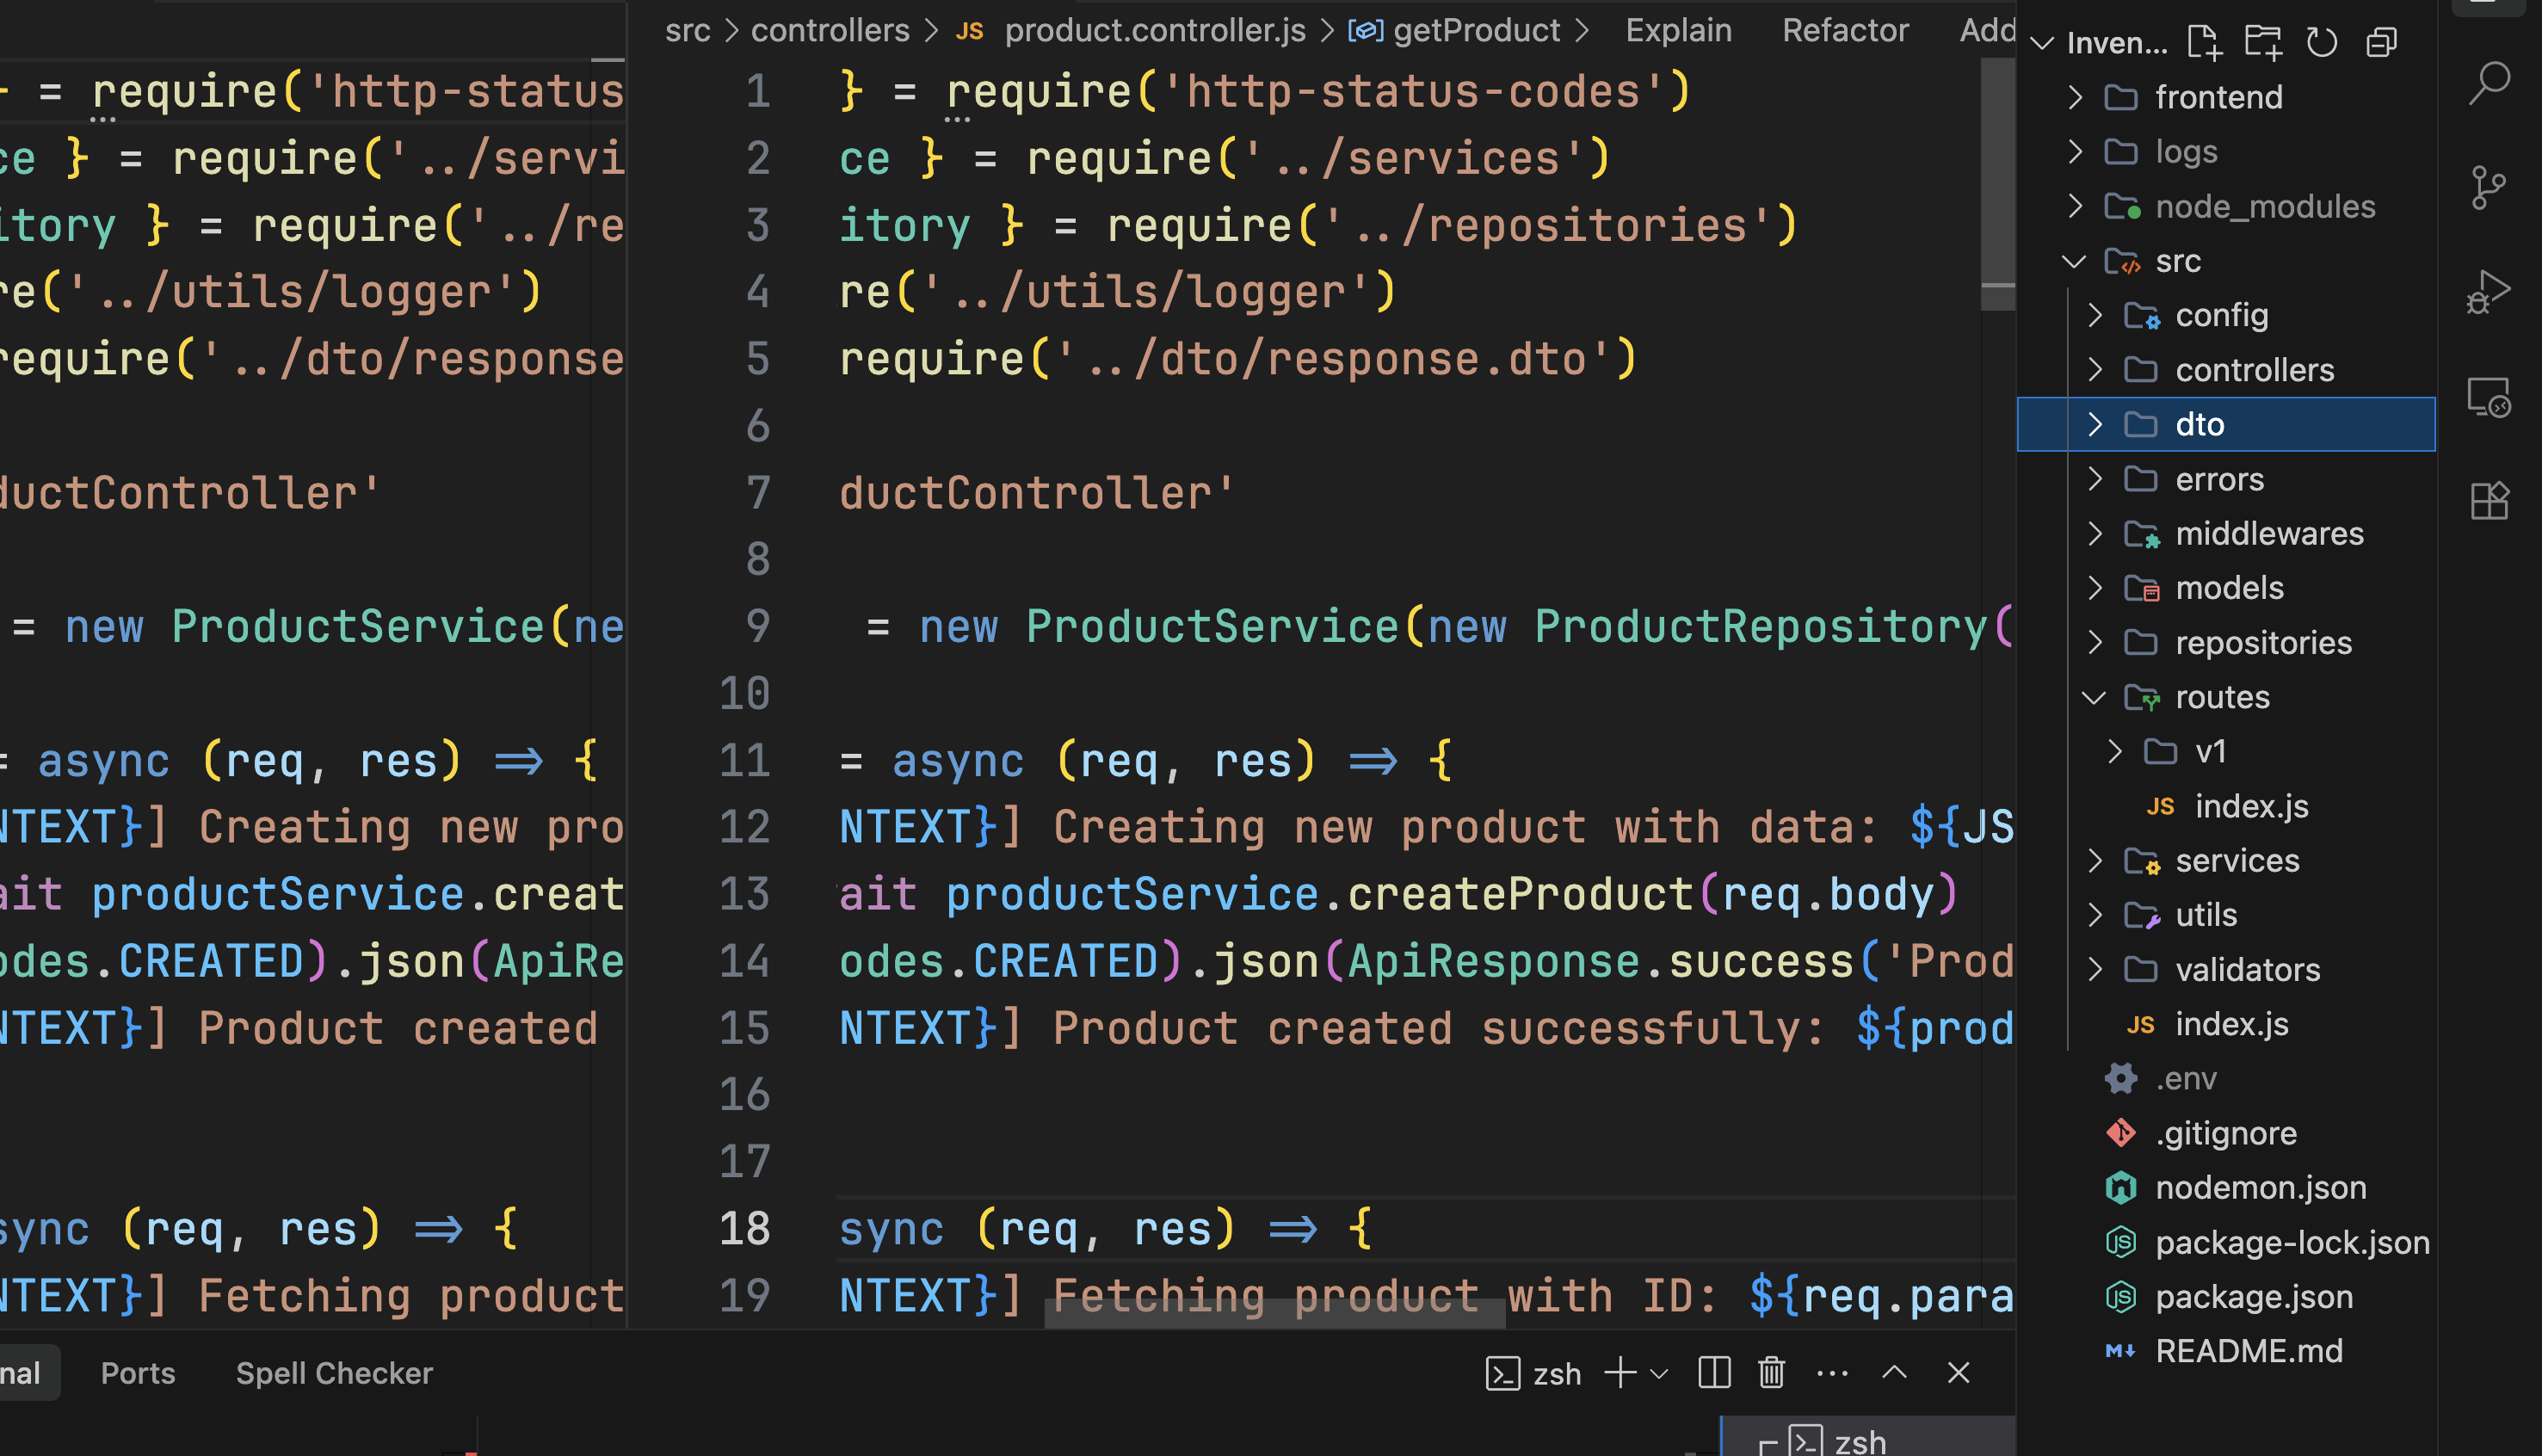 } = require('http-status
ce } = require('../servi
itory } = require('../re
re('../utils/logger')
require('../dto/response
ductController'
= new ProductService(ne
= async (req, res) => {
NTEXT}] Creating new pro
ait productService.creat
odes.CREATED).json(ApiRe
NTEXT}] Product created
sync (req, res) => {
NTEXT}] Fetching product
src > controllers > JS product.controller.js > getProduct > Explain Refactor Add
1 } = require('http-status-codes')
2 ce } = require('../services')
3 itory } = require('../repositories')
4 re('../utils/logger')
5 require('../dto/response.dto')
6
7 ductController'
8
9 = new ProductService(new ProductRepository(
10
11 = async (req, res) => {
12 NTEXT}] Creating new product with data: ${JS
13 ait productService.createProduct(req.body)
14 odes.CREATED).json(ApiResponse.success('Prod
15 NTEXT}] Product created successfully: ${prod
16
17
18 sync (req, res) => {
19 NTEXT}] Fetching product with ID: ${req.para
nal Ports Spell Checker
zsh
zsh
Inven...
frontend
logs
node_modules
src
config
controllers
dto
errors
middlewares
models
repositories
routes
v1
JS index.js
services
utils
validators
JS index.js
.env
.gitignore
nodemon.json
package-lock.json
package.json
README.md